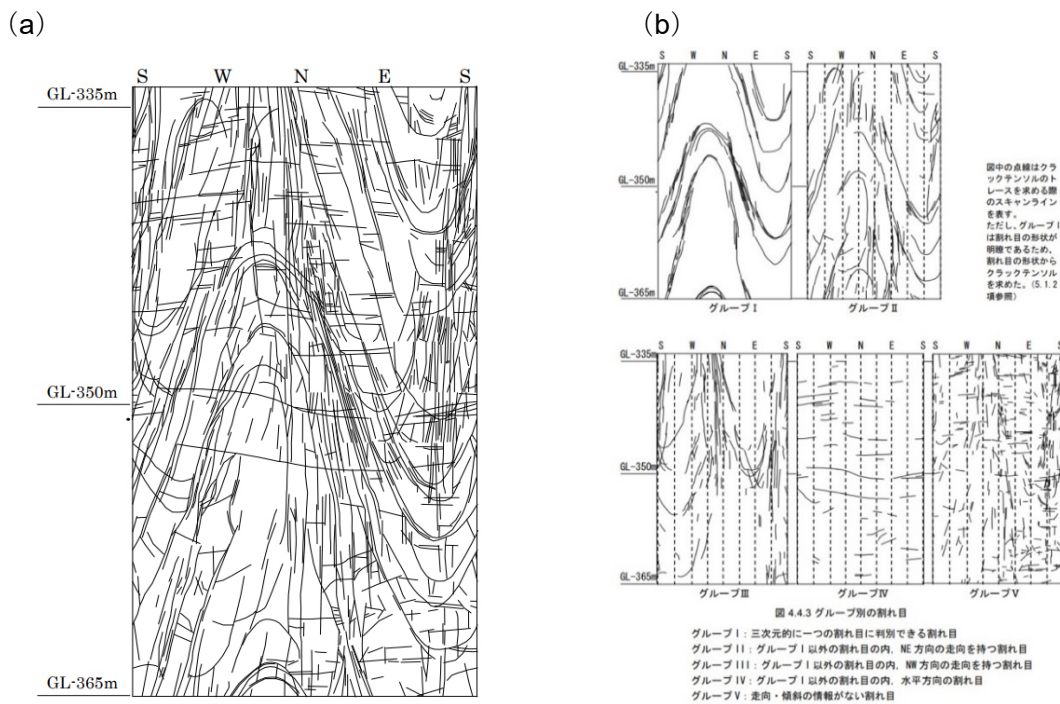 (a)
S W N E S
GL-335m
GL-350m
GL-365m
(b)
S W N E S S W N E S
GL-335m
GL-350m
GL-365m
グループⅠ グループⅡ
図中の点線はクラ
ックテンソルのト
レースを求める際
のスキャンライン
を表す。
ただし、グループⅠ
は割れ目の形状が
明瞭であるため、
割れ目の形状から
クラックテンソル
を求めた。(5.1.2
項参照)
S W N E S W N E S W N E S
GL-335m
GL-350m
GL-365m
グループⅢ グループⅣ グループⅤ
図 4.4.3 グループ別の割れ目
グループⅠ：三次元的に一つの割れ目に判別できる割れ目
グループⅡ：グループⅠ以外の割れ目の内、NE方向の走向を持つ割れ目
グループⅢ：グループⅠ以外の割れ目の内、NW方向の走向を持つ割れ目
グループⅣ：グループⅠ以外の割れ目の内、水平方向の割れ目
グループⅤ：走向・傾斜の情報がない割れ目